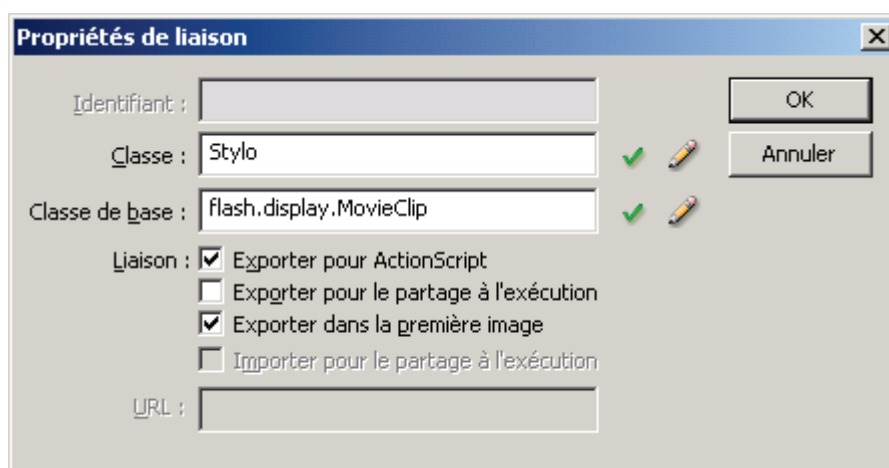 Propriétés de liaison
Identifiant :
OK
Classe : Stylo
Annuler
Classe de base : flash.display.MovieClip
Liaison : Exporter pour ActionScript
Exporter pour le partage à l'exécution
Exporter dans la première image
Importer pour le partage à l'exécution
URL :